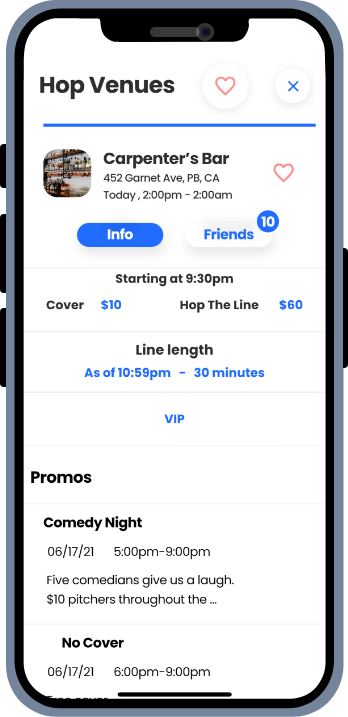 Hop Venues
Carpenter's Bar
452 Garnet Ave, PB, CA
Today , 2:00pm - 2:00am
10
Info Friends
Starting at 9:30pm
Cover $10 Hop The Line $60
Line length
As of 10:59pm - 30 minutes
VIP
Promos
Comedy Night
06/17/21 5:00pm-9:00pm
Five comedians give us a laugh.
$10 pitchers throughout the ...
No Cover
06/17/21 6:00pm-9:00pm